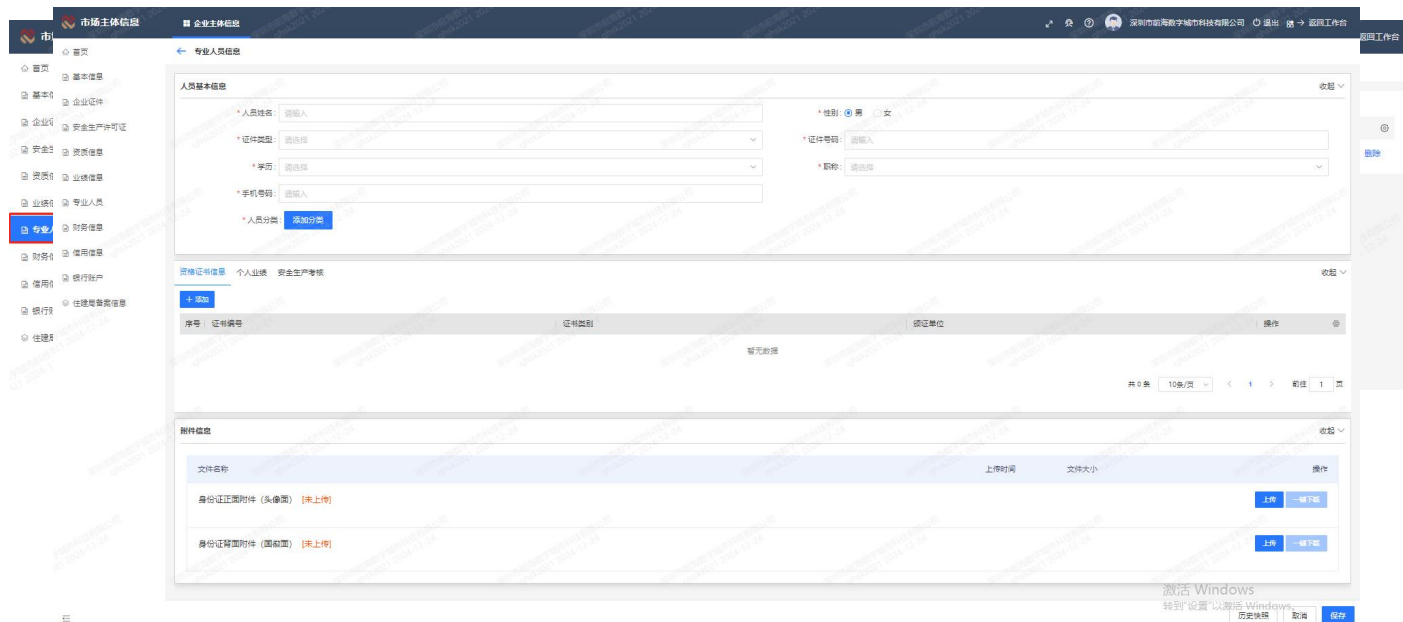 市场主体信息
企业主体信息
深圳市前海数字城市科技有限公司 退出 返回工作台
返回工作台
首页
基本信息
企业证件
安全生产许可证
资质信息
业绩信息
专业人员
财务信息
信用信息
银行账户
住建局备案信息
首页
删除
专业人员信息
人员基本信息 收起
*人员姓名: 请输入 *性别: 男 女
*证件类型: 请选择 *证件号码: 请输入
*学历: 请选择 *职称: 请选择
*手机号码: 请输入
*人员分类: 添加分类
资格证书信息 个人业绩 安全生产考核 收起
+ 添加
序号 证书编号 证书类别 颁证单位 操作
暂无数据
共 0 条 10条/页 < 1 > 前往 1 页
附件信息 收起
文件名称 上传时间 文件大小 操作
身份证正面附件（头像面） [未上传] 上传 一键下载
身份证背面附件（国徽面） [未上传] 上传 一键下载
激活 Windows
转到"设置"以激活 Windows。
历史快照 取消 保存